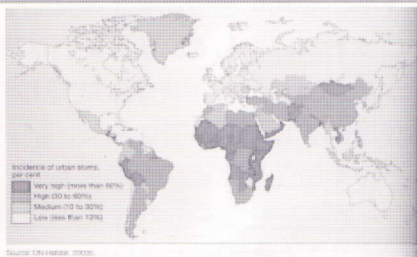 Incidence of urban slums,
per cent
Very high (more than 60%)
High (30 to 60%)
Medium (10 to 30%)
Low (less than 10%)
Source: UN-Habitat,